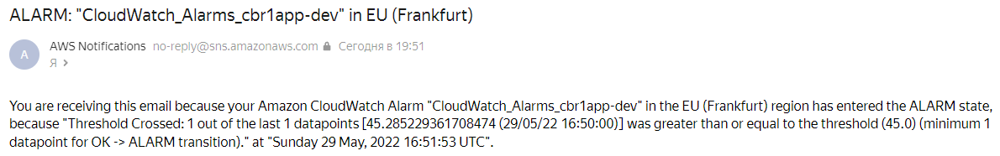 ALARM: "CloudWatch_Alarms_cbr1app-dev" in EU (Frankfurt)
AWS Notifications no-reply@sns.amazonaws.com Сегодня в 19:51
A
Я >
You are receiving this email because your Amazon CloudWatch Alarm "CloudWatch_Alarms_cbr1app-dev" in the EU (Frankfurt) region has entered the ALARM state,
because "Threshold Crossed: 1 out of the last 1 datapoints [45.285229361708474 (29/05/22 16:50:00)] was greater than or equal to the threshold (45.0) (minimum 1
datapoint for OK -> ALARM transition)." at "Sunday 29 May, 2022 16:51:53 UTC".